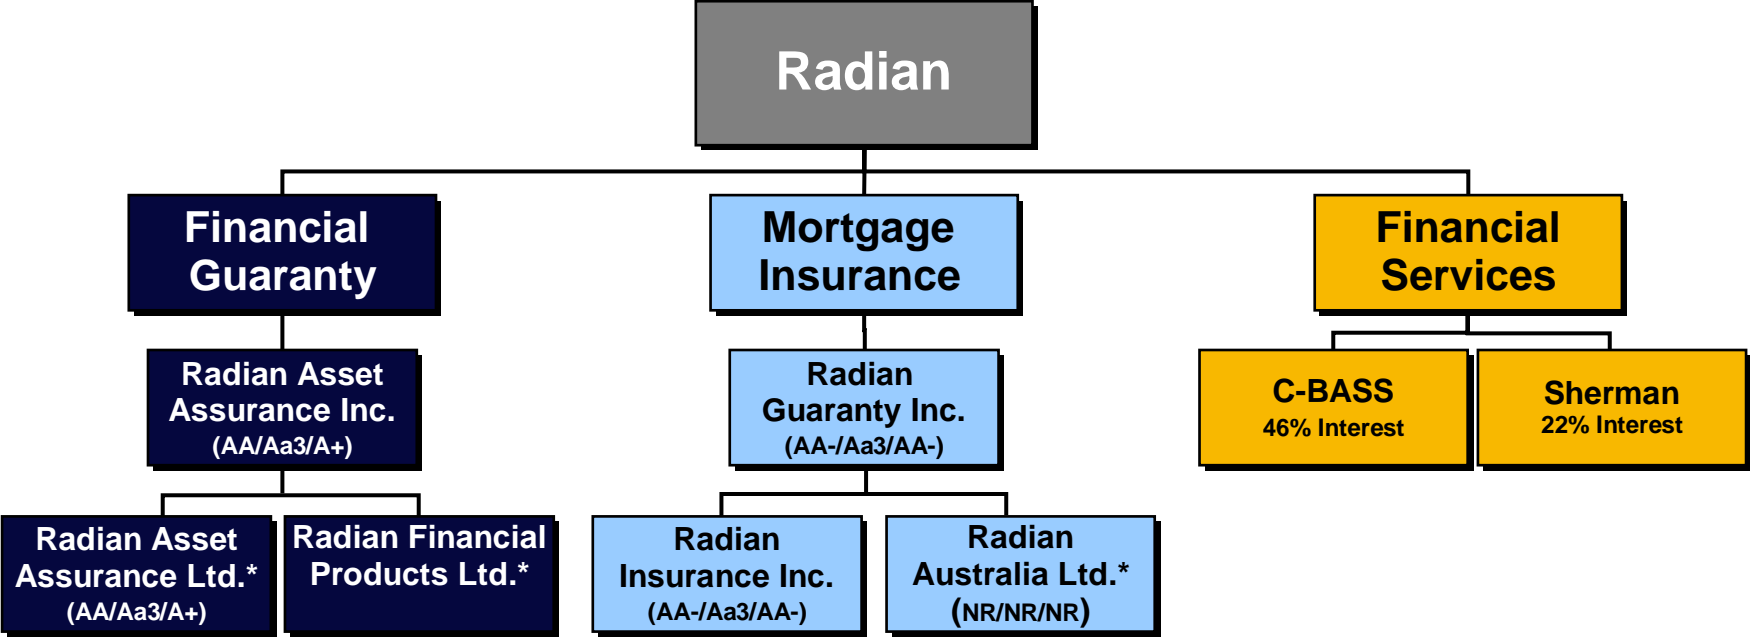 Radian
Financial
Guaranty
Mortgage
Insurance
Financial
Services
Radian Asset
Assurance Inc.
(AA/Aa3/A+)
Radian
Guaranty Inc.
(AA-/Aa3/AA-)
C-BASS
46% Interest
Sherman
22% Interest
Radian Asset
Assurance Ltd.*
(AA/Aa3/A+)
Radian Financial
Products Ltd.*
Radian
Insurance Inc.
(AA-/Aa3/AA-)
Radian
Australia Ltd.*
(NR/NR/NR)